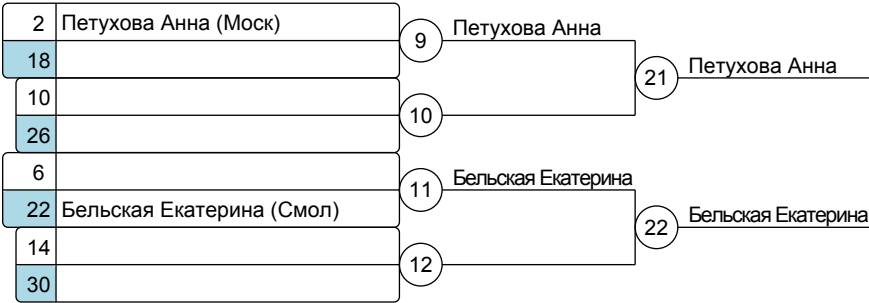 2 Петухова Анна (Моск)
9 Петухова Анна
18
21 Петухова Анна
10
10
26
6
11 Бельская Екатерина
22 Бельская Екатерина (Смол)
22 Бельская Екатерина
14
12
30